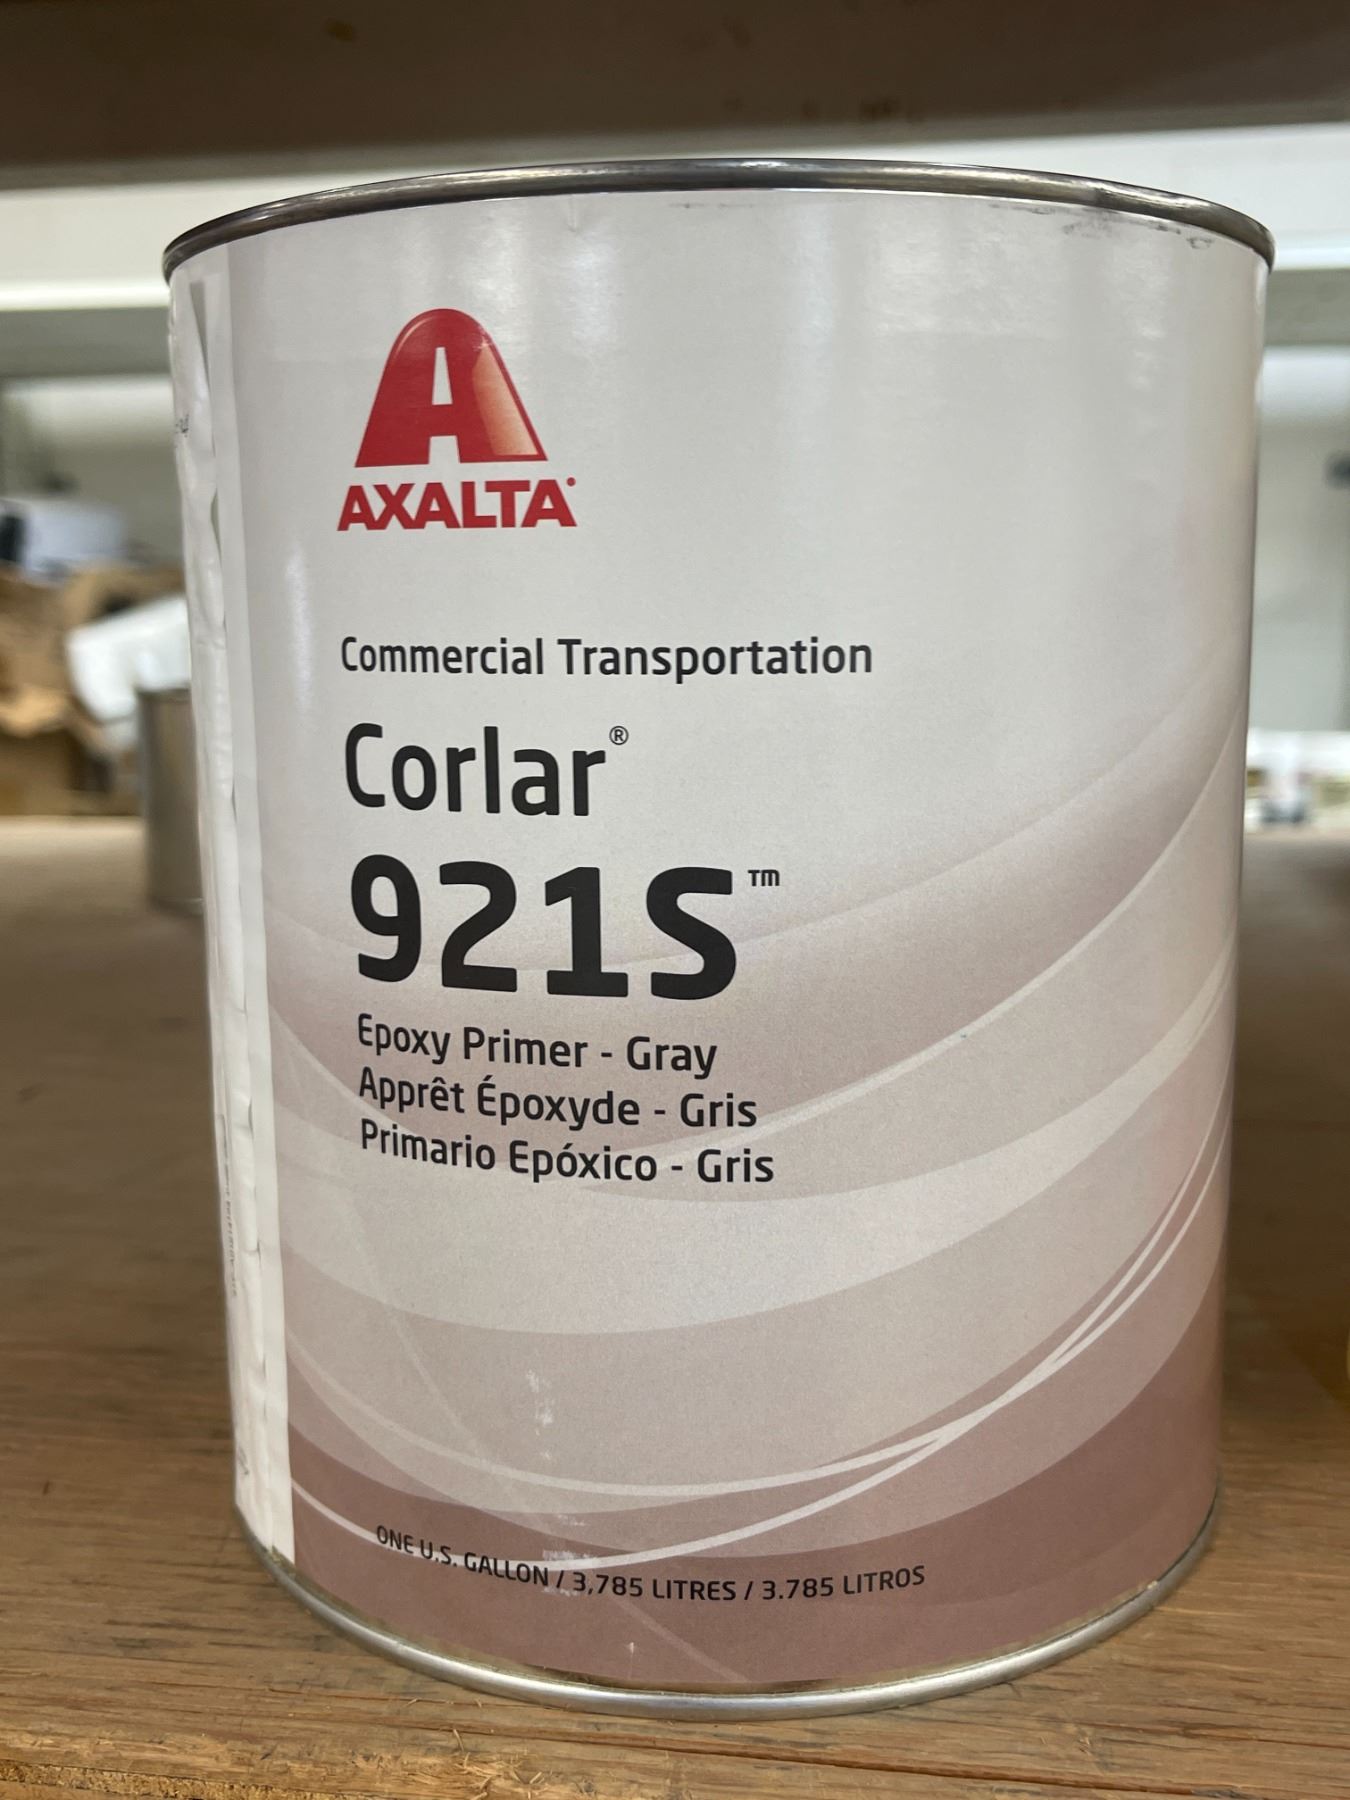 AXALTA
Commercial Transportation
Corlar®
921S™
Epoxy Primer - Gray
Apprêt Époxyde - Gris
Primario Epóxico - Gris
ONE U.S. GALLON / 3,785 LITRES / 3.785 LITROS